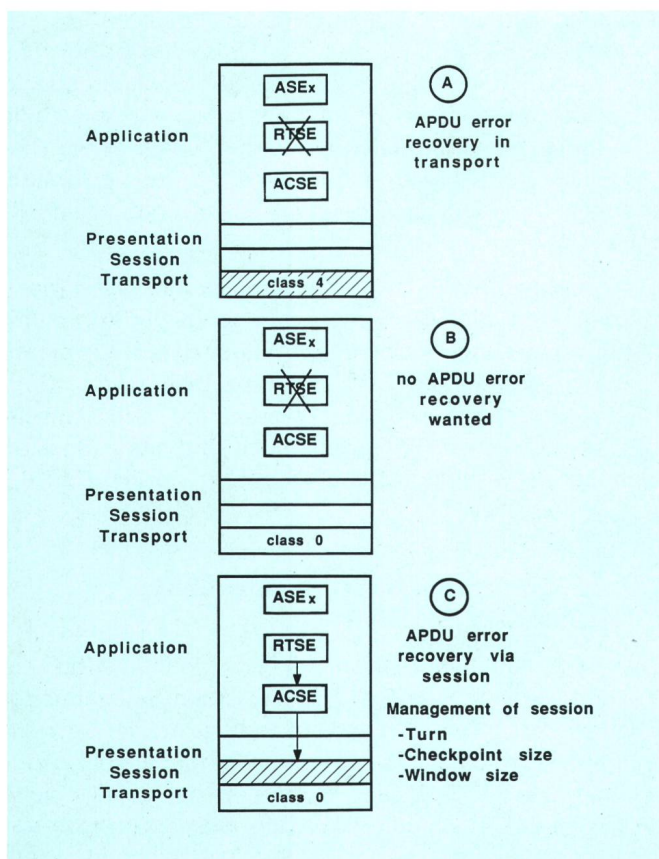 ASEx
A
Application
RTSE
APDU error
recovery in
transport
ACSE
Presentation
Session
Transport
class 4
ASEx
B
Application
RTSE
no APDU error
recovery
wanted
ACSE
Presentation
Session
Transport
class 0
ASEx
C
Application
RTSE
APDU error
recovery via
session
ACSE
Management of session
-Turn
-Checkpoint size
-Window size
Presentation
Session
Transport
class 0